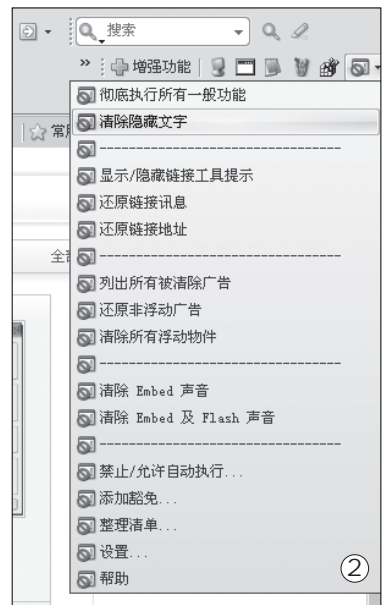 搜索
» 增强功能
彻底执行所有一般功能
清除隐藏文字
--------------------------------
显示/隐藏链接工具提示
还原链接讯息
还原链接地址
--------------------------------
列出所有被清除广告
还原非浮动广告
清除所有浮动物件
--------------------------------
清除 Embed 声音
清除 Embed 及 Flash 声音
--------------------------------
禁止/允许自动执行...
添加豁免...
整理清单...
设置...
帮助
②